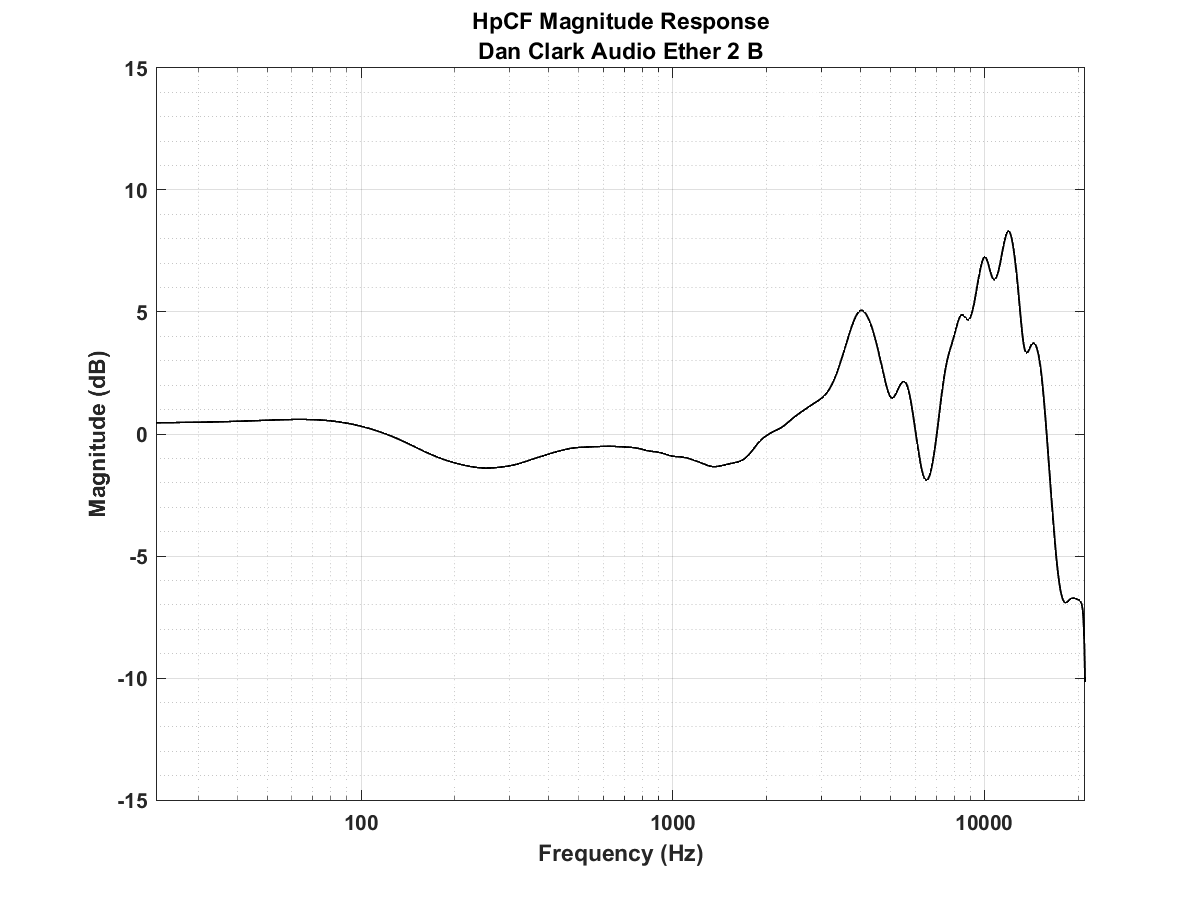 HpCF Magnitude Response
Dan Clark Audio Ether 2 B
15
10
5
0
-5
-10
-15
Magnitude (dB)
100 1000 10000
Frequency (Hz)